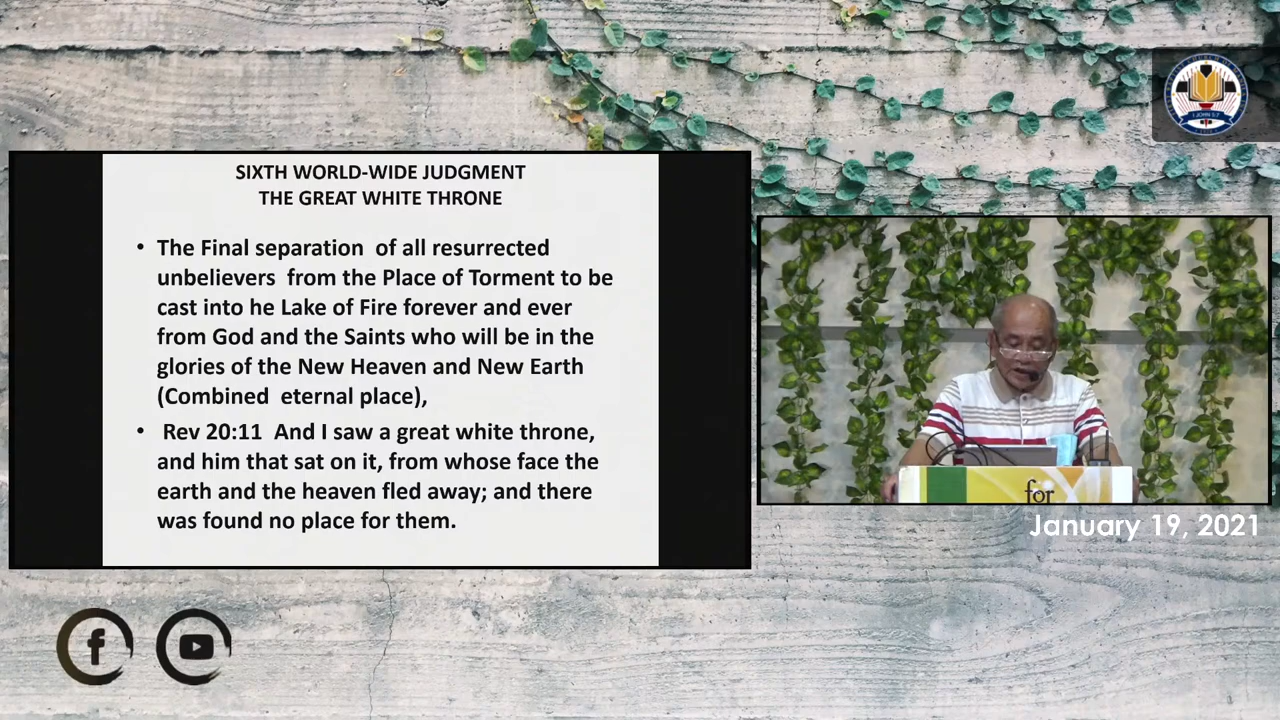 SIXTH WORLD-WIDE JUDGMENT
THE GREAT WHITE THRONE
• The Final separation of all resurrected
unbelievers from the Place of Torment to be
cast into he Lake of Fire forever and ever
from God and the Saints who will be in the
glories of the New Heaven and New Earth
(Combined eternal place),
• Rev 20:11 And I saw a great white throne,
and him that sat on it, from whose face the
earth and the heaven fled away; and there
was found no place for them.
for
January 19, 2021
I JOHN 5:7